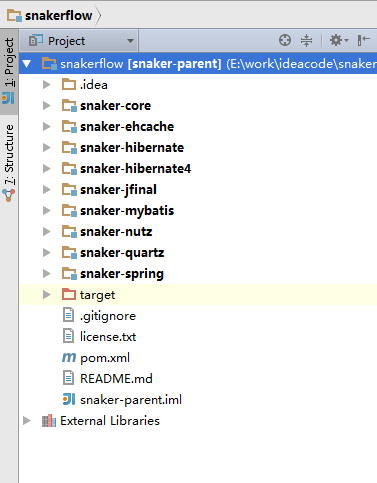 snakerflow
Project
1: Project
7: Structure
snakerflow [snaker-parent] (E:\work\ideacode\snaker
.idea
snaker-core
snaker-ehcache
snaker-hibernate
snaker-hibernate4
snaker-jfinal
snaker-mybatis
snaker-nutz
snaker-quartz
snaker-spring
target
.gitignore
license.txt
pom.xml
README.md
snaker-parent.iml
External Libraries